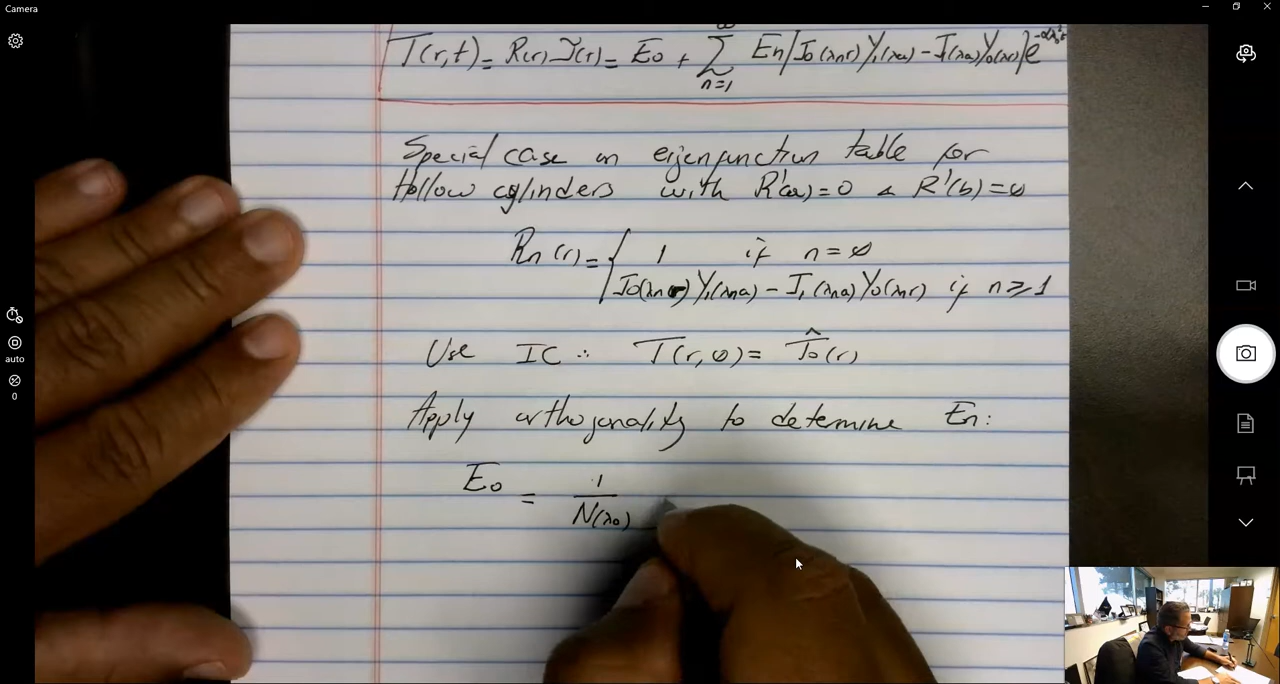 Camera
T(r,t) = R(r) T(t) = E0 + Σ n=1 En [J0(λnr) Y1(λna) − J1(λna) Y0(λnr)] e
Special case on eigenfunction table for
Hollow cylinders with R'(a)=0 & R'(b)=0
Rn(r) = { 1 if n=0
J0(λnr) Y1(λna) − J1(λna) Y0(λnr) if n ≥ 1
Use IC ∴ T(r,0) = T̂0(r)
Apply orthogonality to determine En:
E0 = 1 / N(λ0)
auto
0